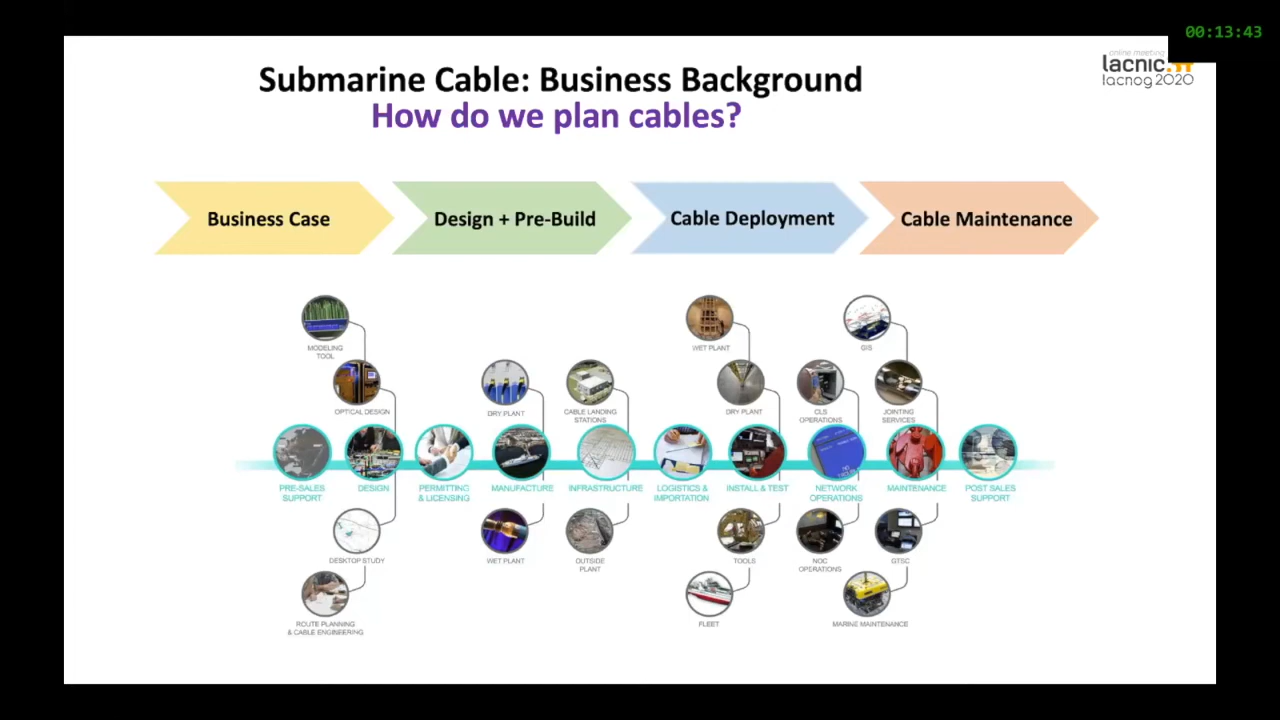 00:13:43
online meeting
lacnic
lacnog 2020
Submarine Cable: Business Background
How do we plan cables?
Business Case
Design + Pre-Build
Cable Deployment
Cable Maintenance
MODELING
TOOL
WET PLANT
GIS
OPTICAL DESIGN
DRY PLANT
CABLE LANDING
STATIONS
DRY PLANT
CLS
OPERATIONS
JOINTING
SERVICES
PRE-SALES
SUPPORT
DESIGN
PERMITTING
& LICENSING
MANUFACTURE
INFRASTRUCTURE
LOGISTICS &
IMPORTATION
INSTALL & TEST
NETWORK
OPERATIONS
MAINTENANCE
POST SALES
SUPPORT
DESKTOP STUDY
WET PLANT
OUTSIDE
PLANT
TOOLS
NOC
OPERATIONS
GTSC
ROUTE PLANNING
& CABLE ENGINEERING
FLEET
MARINE MAINTENANCE